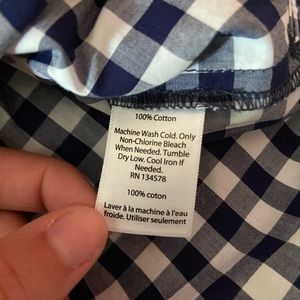 100% Cotton
Machine Wash Cold. Only
Non-Chlorine Bleach
When Needed. Tumble
Dry Low. Cool Iron If
Needed.
RN 134578
100% coton
Laver à la machine à l'eau
froide. Utiliser seulement